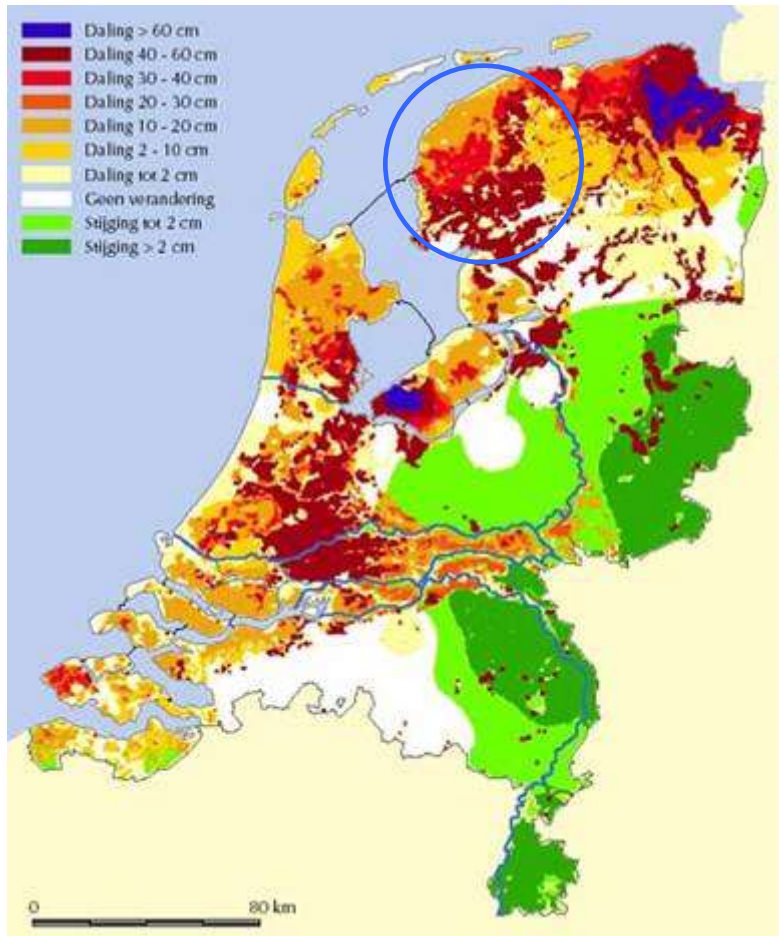 Daling > 60 cm
Daling 40 - 60 cm
Daling 30 - 40 cm
Daling 20 - 30 cm
Daling 10 - 20 cm
Daling 2 - 10 cm
Daling tot 2 cm
Geen verandering
Stijging tot 2 cm
Stijging > 2 cm
0 80 km